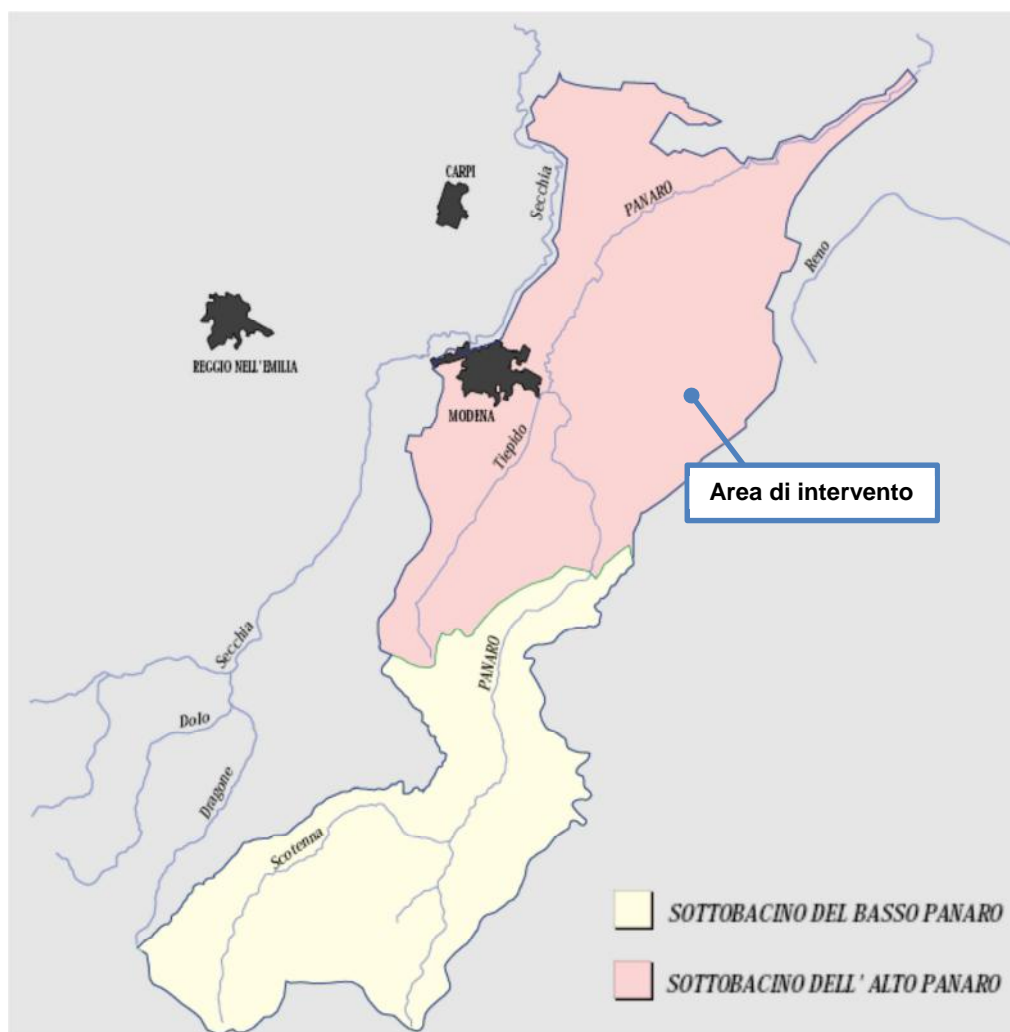 CARPI
Secchia
PANARO
Reno
REGGIO NELL'EMILIA
MODENA
Tiepido
Area di intervento
Secchia
PANARO
Dolo
Dragone
Scotenna
SOTTOBACINO DEL BASSO PANARO
SOTTOBACINO DELL' ALTO PANARO